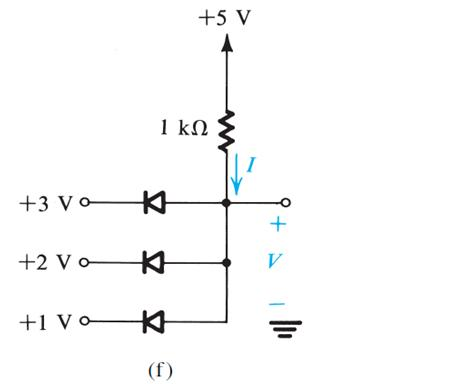 +5 V
1 kΩ
I
+3 V
+
+2 V
V
−
+1 V
(f)